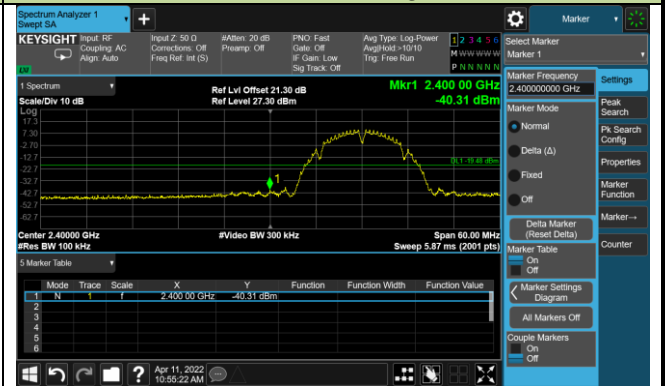 Spectrum Analyzer 1
Swept SA
+
Marker
KEYSIGHT
Input: RF
Coupling: AC
Align: Auto
Input Z: 50 Ω
Corrections: Off
Freq Ref: Int (S)
#Atten: 20 dB
Preamp: Off
PNO: Fast
Gate: Off
IF Gain: Low
Sig Track: Off
Avg Type: Log-Power
Avg|Hold:>10/10
Trig: Free Run
1 2 3 4 5 6
M W W W W W
P N N N N N
Select Marker
Marker 1
1 Spectrum
Scale/Div 10 dB
Ref Lvl Offset 21.30 dB
Ref Level 27.30 dBm
Mkr1 2.400 00 GHz
-40.31 dBm
Log
17.3
7.30
-2.70
-12.7
-22.7
-32.7
-42.7
-52.7
-62.7
1
DL1 -19.48 dBm
Center 2.40000 GHz
#Res BW 100 kHz
#Video BW 300 kHz
Span 60.00 MHz
Sweep 5.87 ms (2001 pts)
5 Marker Table
Mode Trace Scale X Y Function Function Width Function Value
1 N 1 f 2.400 00 GHz -40.31 dBm
2
3
4
5
6
Marker Frequency
2.40000000 GHz
Marker Mode
Normal
Delta (Δ)
Fixed
Off
Delta Marker
(Reset Delta)
Marker Table
On
Off
Marker Settings
Diagram
All Markers Off
Couple Markers
On
Off
Settings
Peak
Search
Pk Search
Config
Properties
Marker
Function
Marker→
Counter
?
Apr 11, 2022
10:55:22 AM